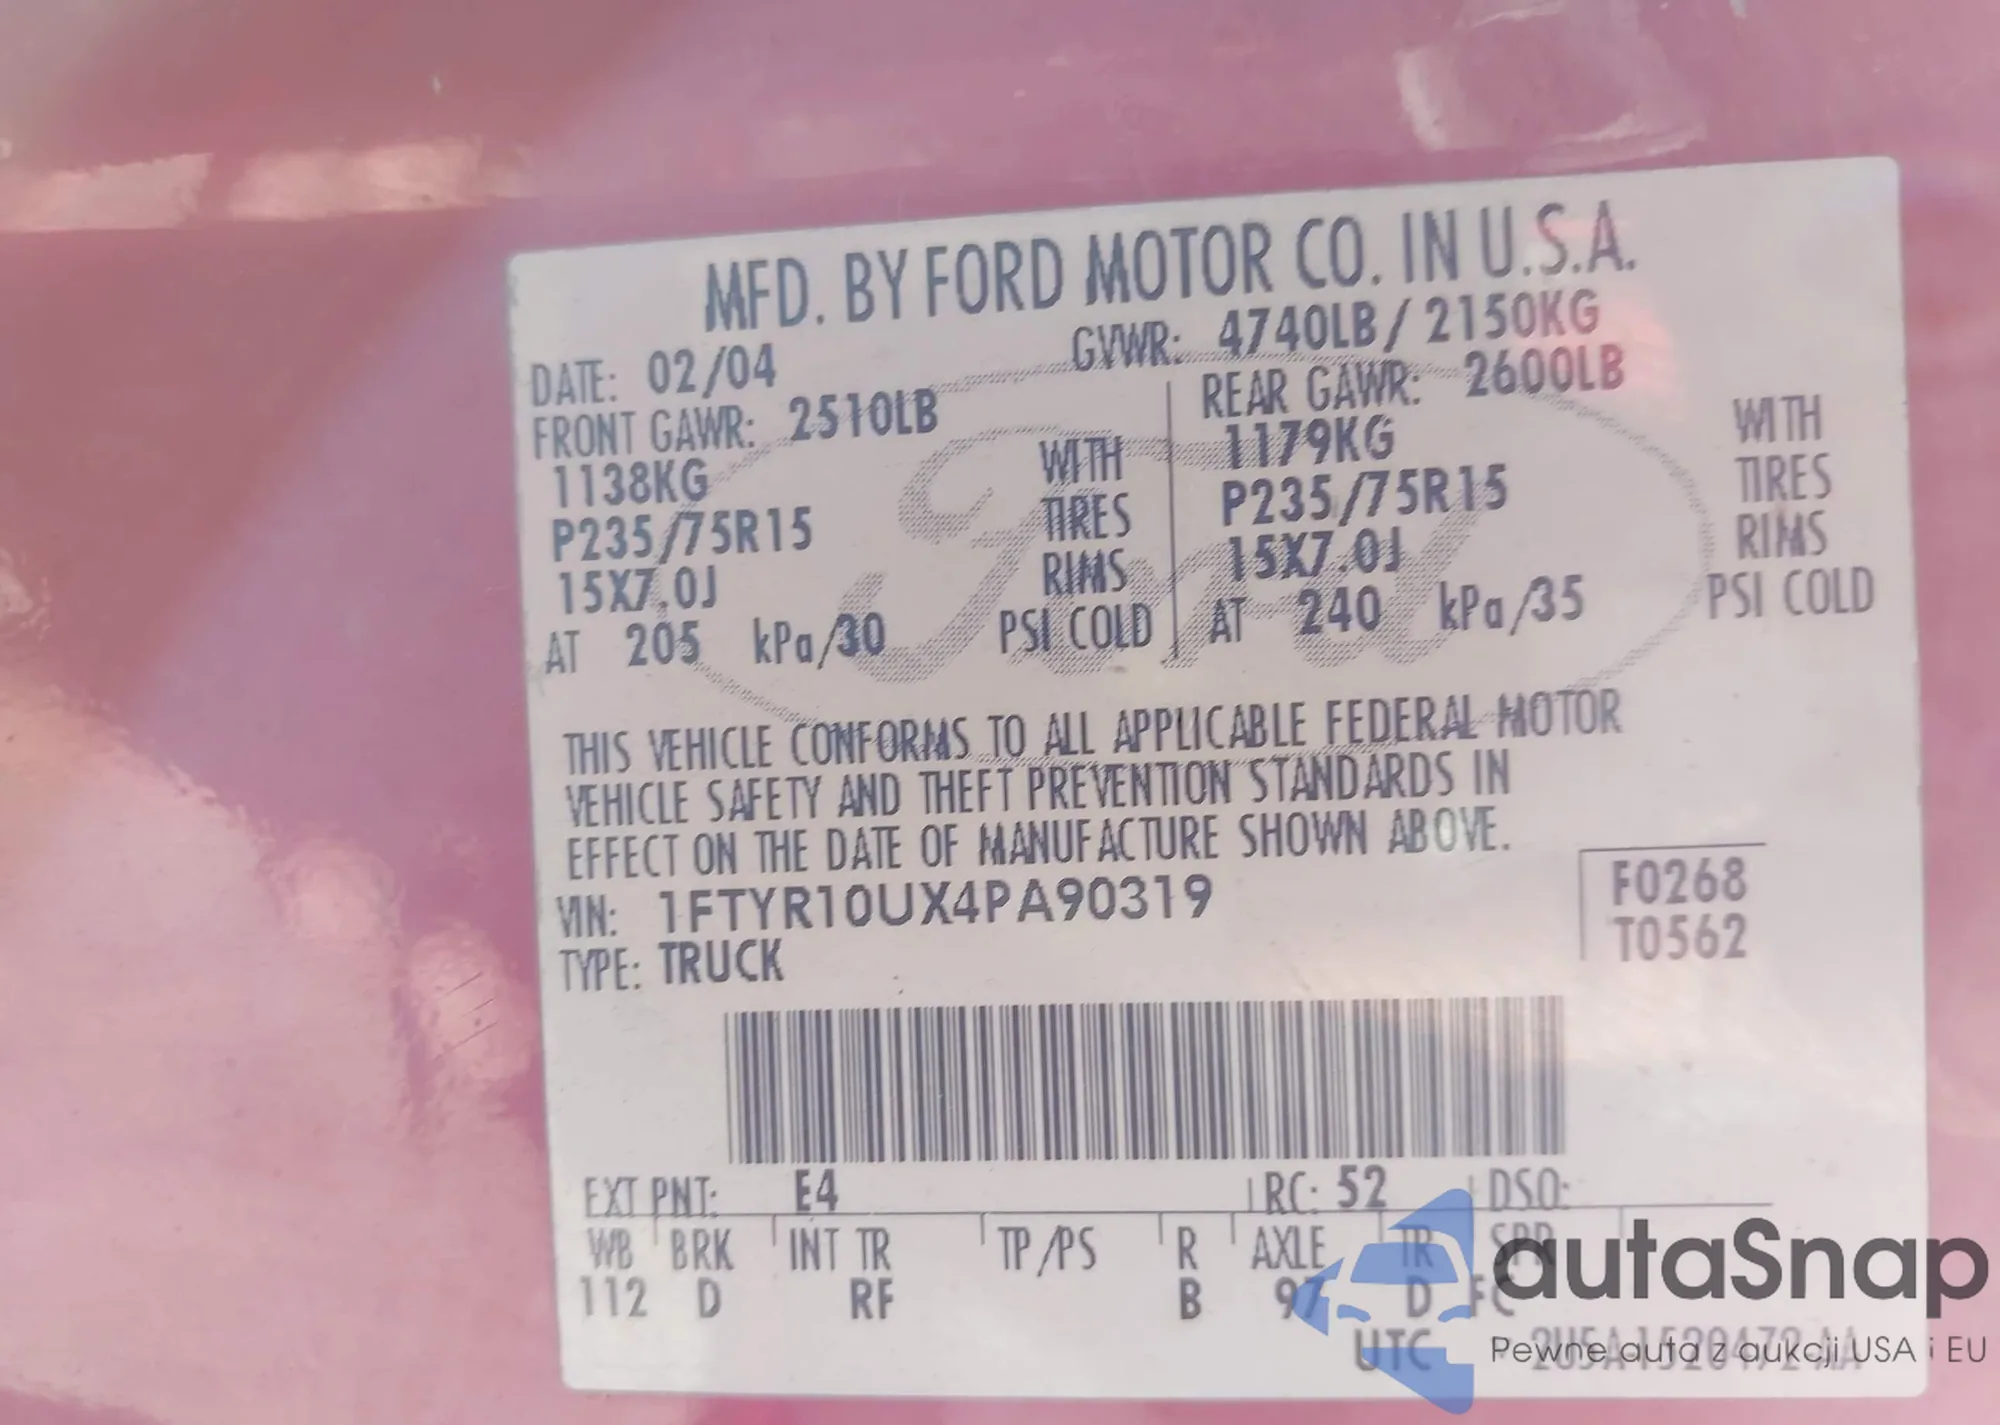 MFD. BY FORD MOTOR CO. IN U.S.A.
DATE: 02/04 GVWR: 4740LB/2150KG
FRONT GAWR: 2510LB REAR GAWR: 2600LB
1138KG WITH 1179KG WITH
P235/75R15 TIRES P235/75R15 TIRES
15X7.0J RIMS 15X7.0J RIMS
AT 205 kPa/30 PSI COLD AT 240 kPa/35 PSI COLD
Ford
THIS VEHICLE CONFORMS TO ALL APPLICABLE FEDERAL MOTOR
VEHICLE SAFETY AND THEFT PREVENTION STANDARDS IN
EFFECT ON THE DATE OF MANUFACTURE SHOWN ABOVE.
VIN: 1FTYR10UX4PA90319 F0268
TYPE: TRUCK T0562
EXT PNT: E4 RC: 52 DSO:
WB BRK INT TR TP/PS R AXLE TR SPR
112 D RF B 97 D
UTC
autaSnap
Pewne auta z aukcji USA i EU